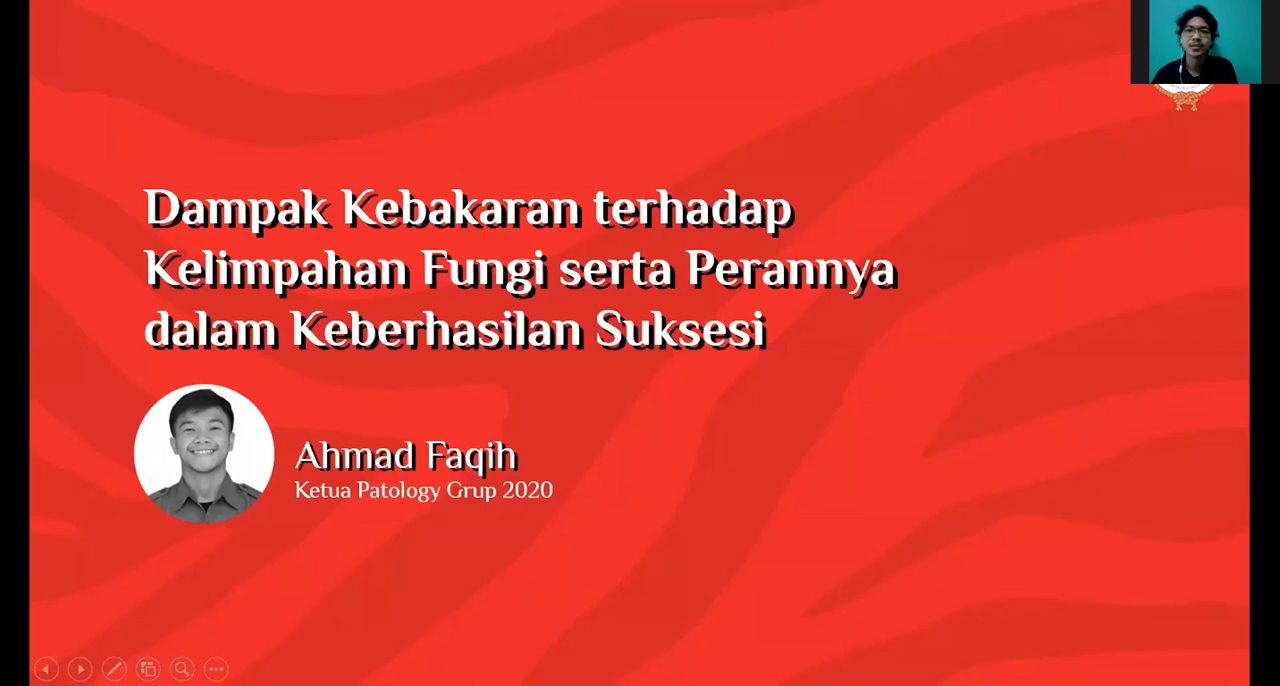 Dampak Kebakaran terhadap
Kelimpahan Fungi serta Perannya
dalam Keberhasilan Suksesi
Ahmad Faqih
Ketua Patology Grup 2020